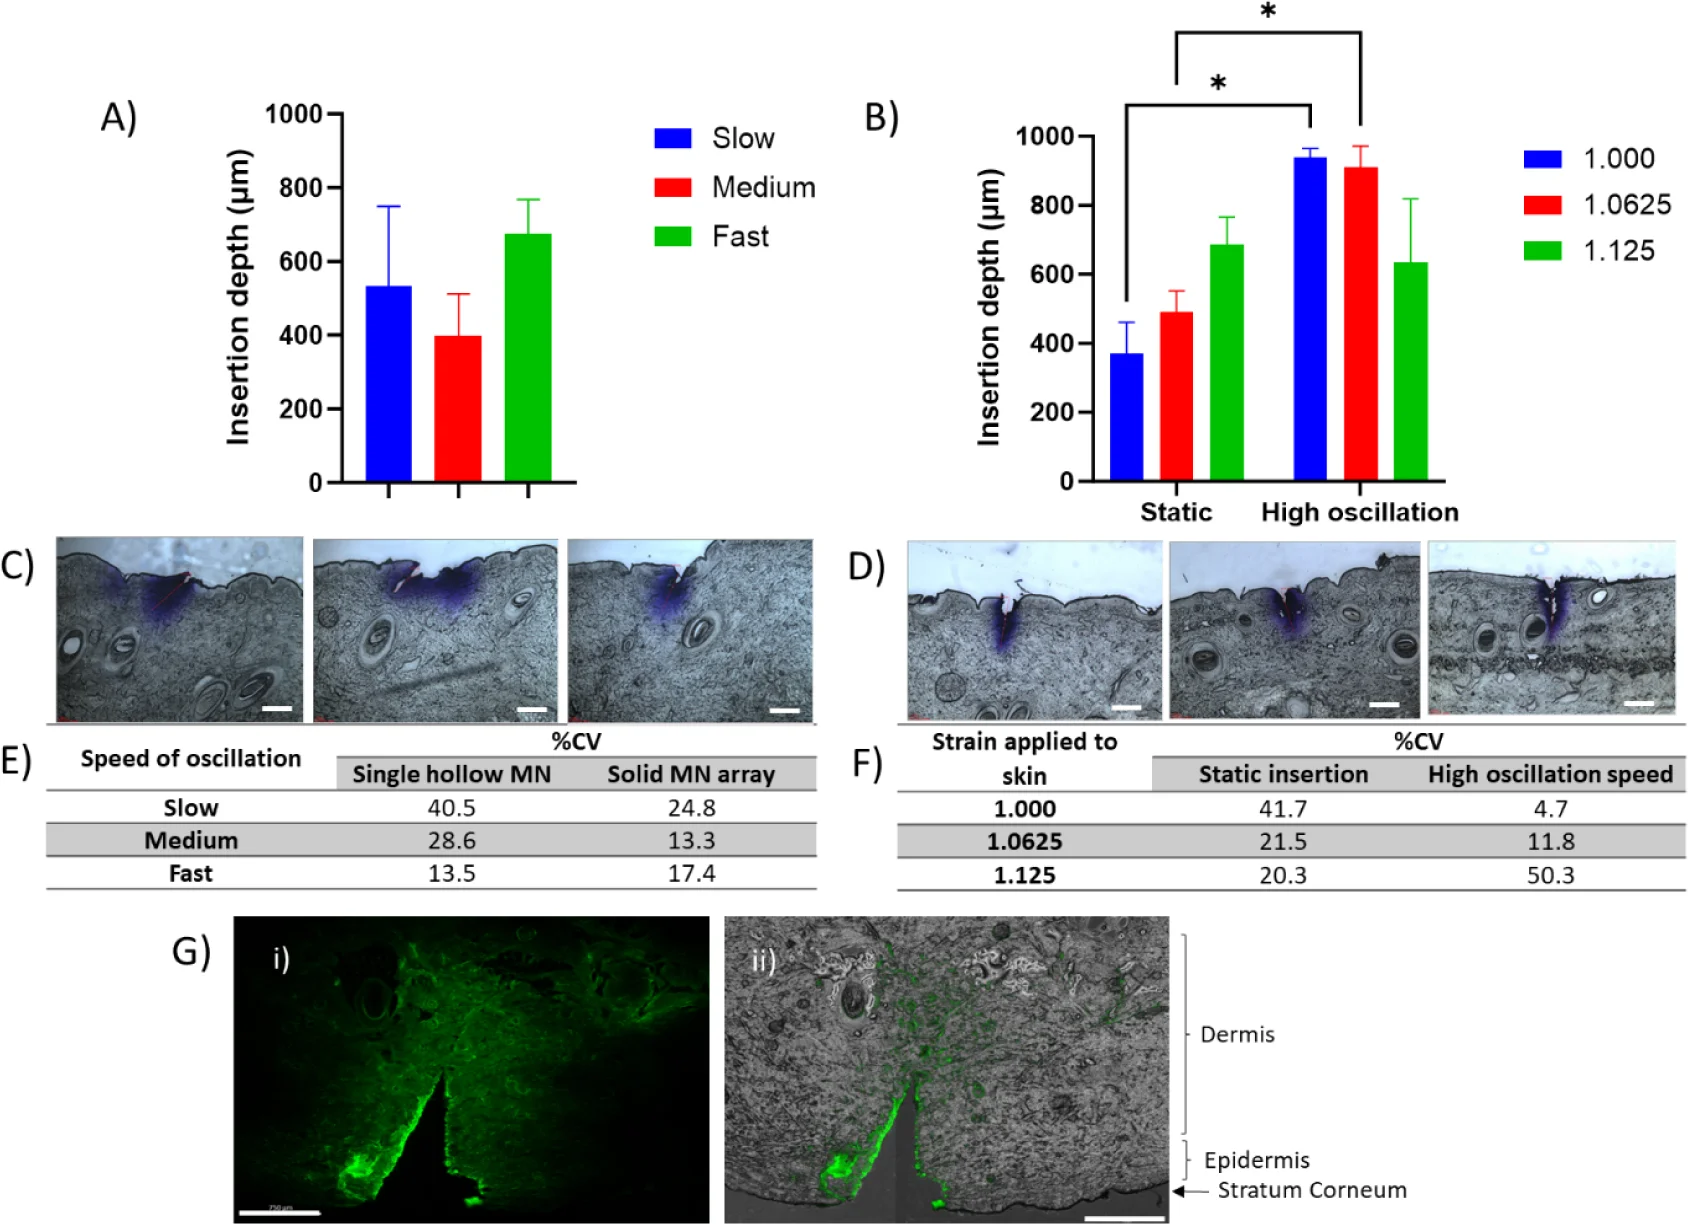 A)
1000
800
600
400
200
0
Insertion depth (µm)
Slow
Medium
Fast
B)
*
*
1000
800
600
400
200
0
Insertion depth (µm)
Static
High oscillation
1.000
1.0625
1.125
C)
D)
E)
Speed of oscillation
%CV
Single hollow MN Solid MN array
Slow 40.5 24.8
Medium 28.6 13.3
Fast 13.5 17.4
F)
Strain applied to
skin
%CV
Static insertion High oscillation speed
1.000 41.7 4.7
1.0625 21.5 11.8
1.125 20.3 50.3
G)
i)
750 µm
ii)
Dermis
Epidermis
Stratum Corneum